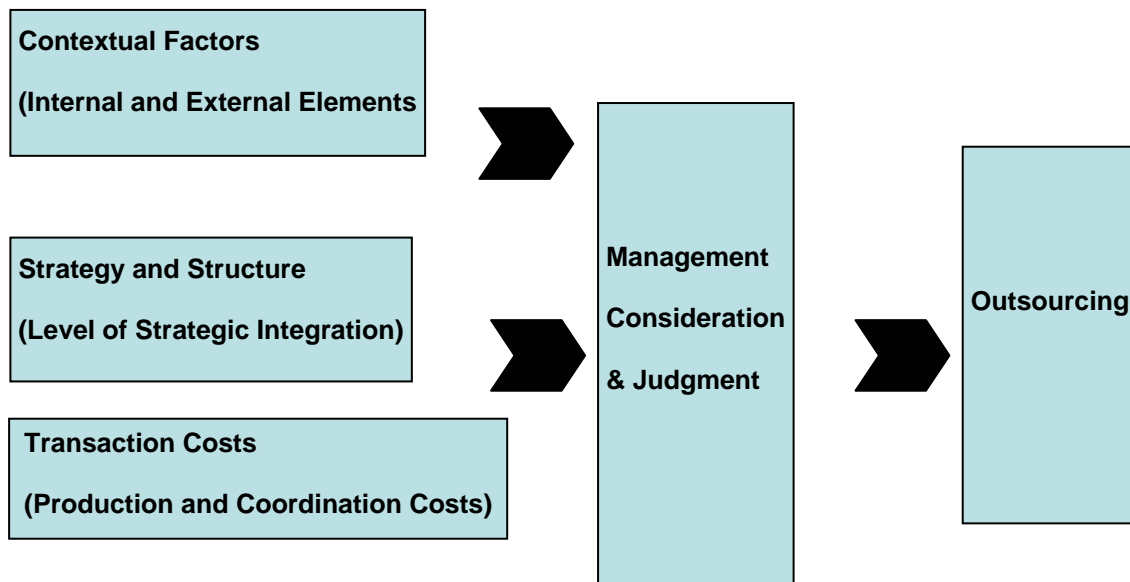 Contextual Factors
(Internal and External Elements
Strategy and Structure
(Level of Strategic Integration)
Transaction Costs
(Production and Coordination Costs)
Management
Consideration
& Judgment
Outsourcing